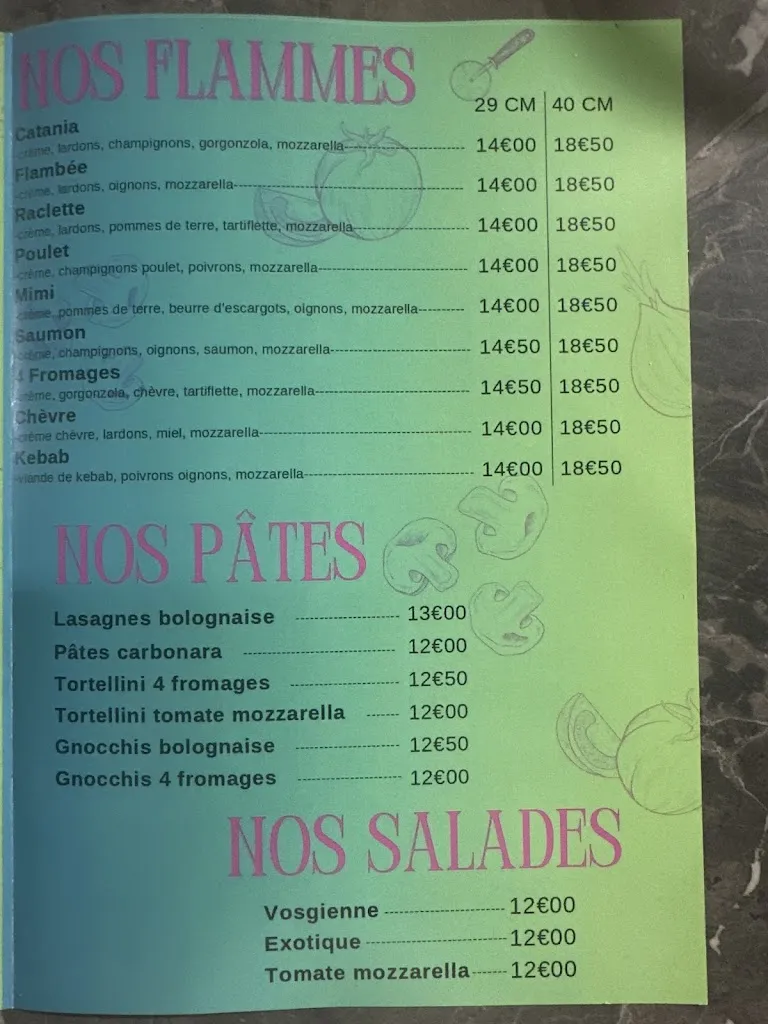 NOS FLAMMES
29 CM 40 CM
Catania
crème, lardons, champignons, gorgonzola, mozzarella 14€00 18€50
Flambée
crème, lardons, oignons, mozzarella 14€00 18€50
Raclette
crème, lardons, pommes de terre, tartiflette, mozzarella 14€00 18€50
Poulet
crème, champignons poulet, poivrons, mozzarella 14€00 18€50
Mimi
crème, pommes de terre, beurre d'escargots, oignons, mozzarella 14€00 18€50
Saumon
crème, champignons, oignons, saumon, mozzarella 14€50 18€50
4 Fromages
crème, gorgonzola, chèvre, tartiflette, mozzarella 14€50 18€50
Chèvre
crème chèvre, lardons, miel, mozzarella 14€00 18€50
Kebab
viande de kebab, poivrons oignons, mozzarella 14€00 18€50
NOS PÂTES
Lasagnes bolognaise 13€00
Pâtes carbonara 12€00
Tortellini 4 fromages 12€50
Tortellini tomate mozzarella 12€00
Gnocchis bolognaise 12€50
Gnocchis 4 fromages 12€00
NOS SALADES
Vosgienne 12€00
Exotique 12€00
Tomate mozzarella 12€00